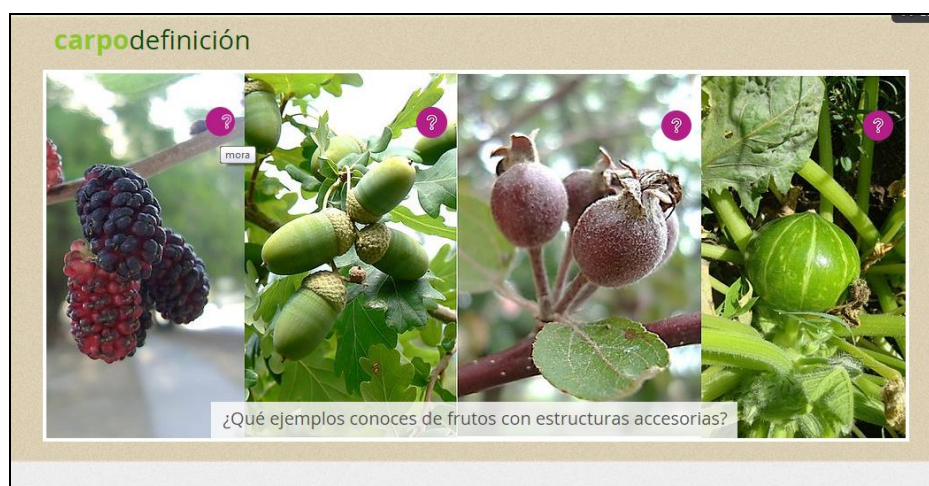 carpodefinición
?
?
?
?
mora
¿Qué ejemplos conoces de frutos con estructuras accesorias?